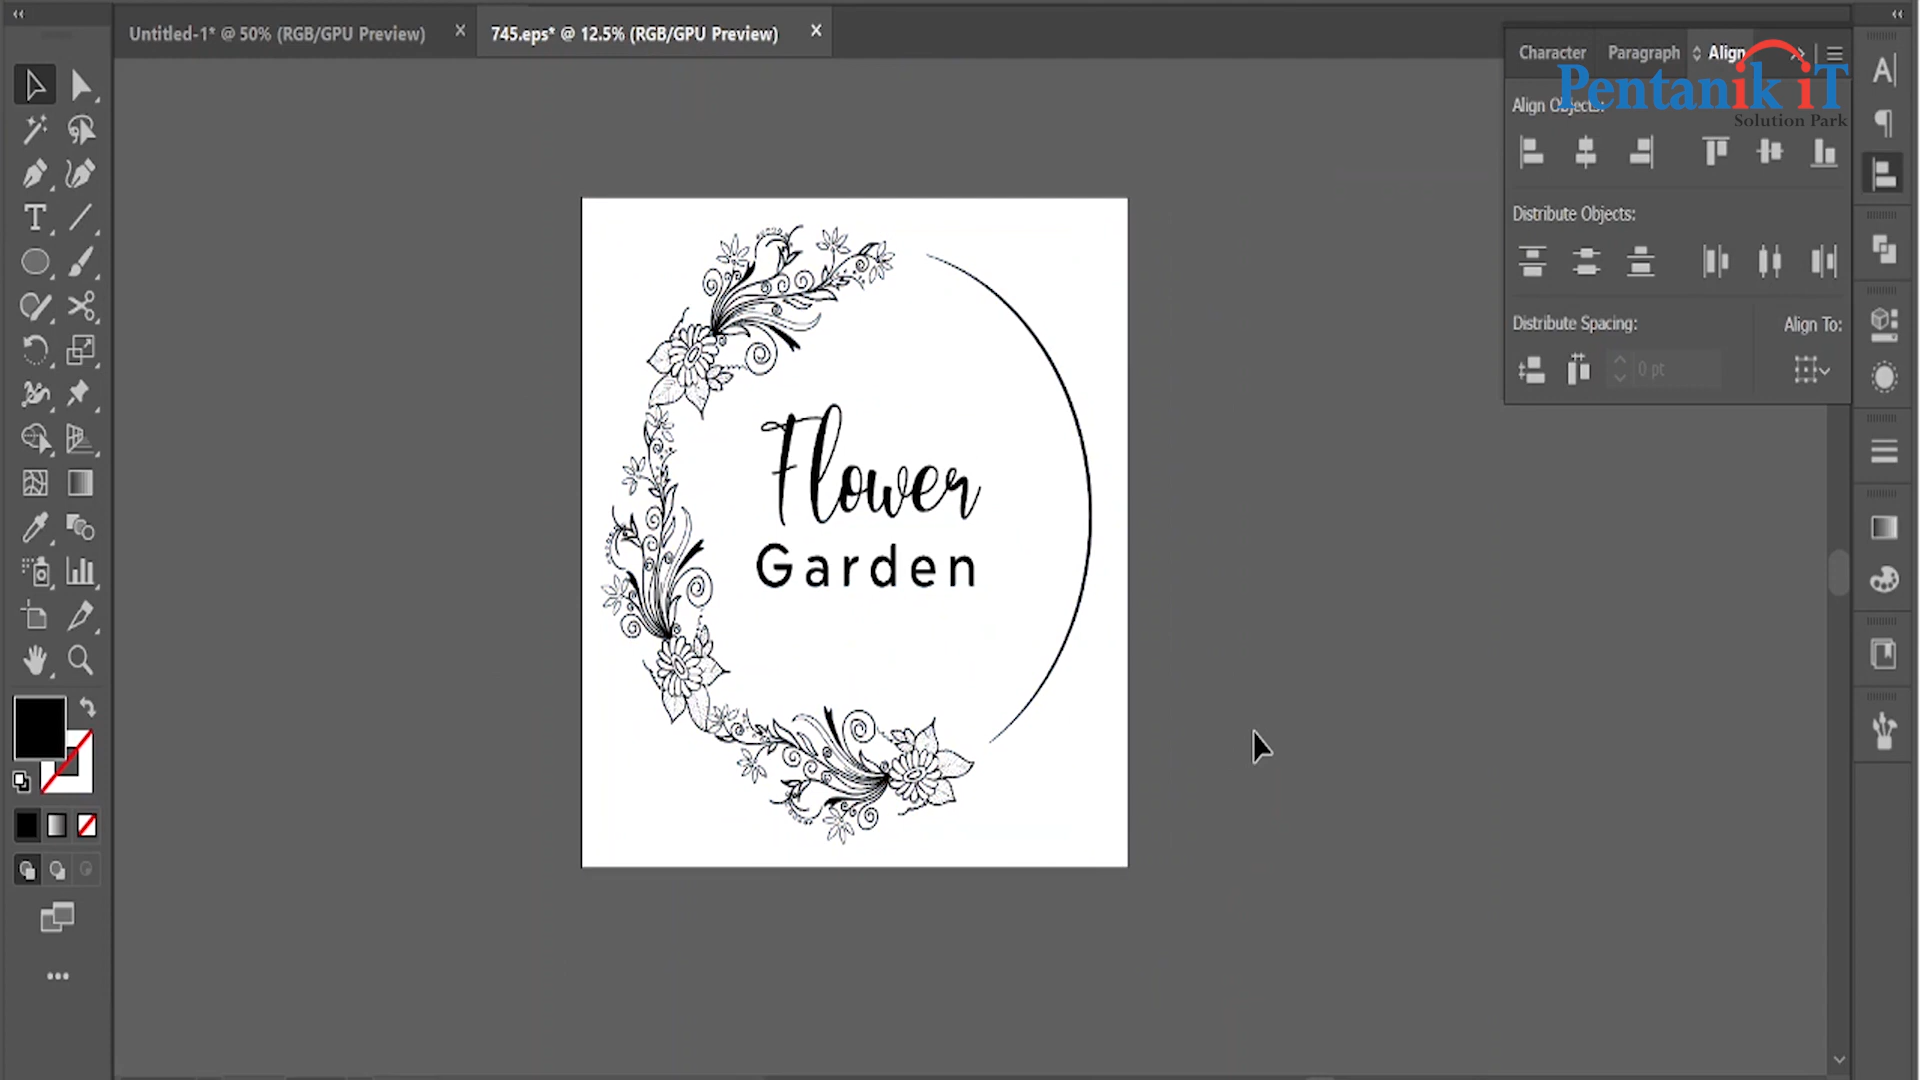 Untitled-1* @ 50% (RGB/GPU Preview)
745.eps* @ 12.5% (RGB/GPU Preview)
Character Paragraph Align
Pentanik iT
Solution Park
Align Objects:
Distribute Objects:
Distribute Spacing:
Align To:
0 pt
Flower
Garden